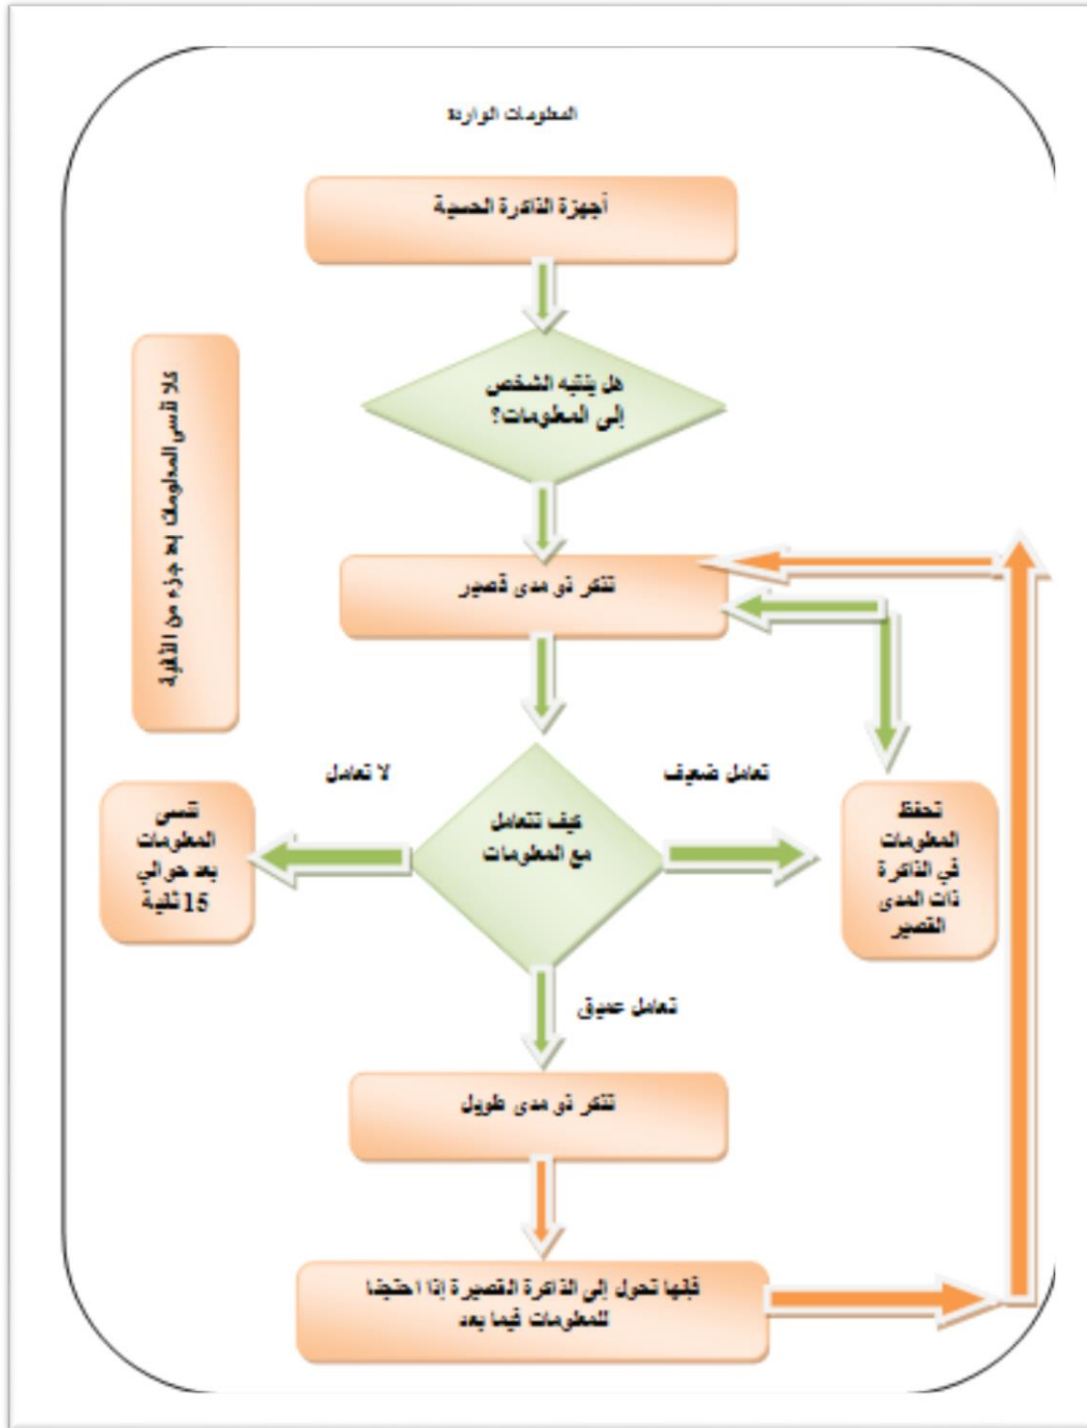 المعلومات الواردة
أجهزة الذاكرة الحسية
هل ينتبه الشخص
إلى المعلومات؟
كلا تنسى المعلومات بعد جزء من الثانية
تذكر ذو مدى قصير
تعامل ضعيف
لا تعامل
كيف نتعامل
مع المعلومات
تحفظ
المعلومات
في الذاكرة
ذات المدى
القصير
تنسى
المعلومات
بعد حوالي
15 ثانية
تعامل عميق
تذكر ذو مدى طويل
فإنها تحول إلى الذاكرة القصيرة إذا احتجنا
للمعلومات فيما بعد